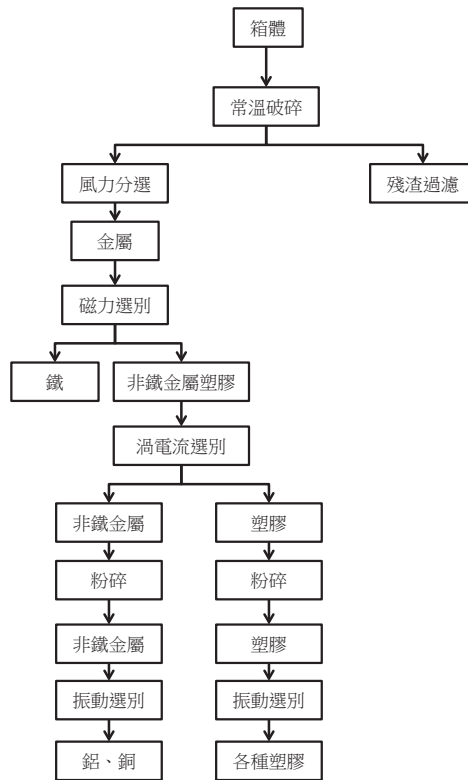 箱體
常溫破碎
風力分選
殘渣過濾
金屬
磁力選別
鐵
非鐵金屬塑膠
渦電流選別
非鐵金屬
塑膠
粉碎
粉碎
非鐵金屬
塑膠
振動選別
振動選別
鋁、銅
各種塑膠